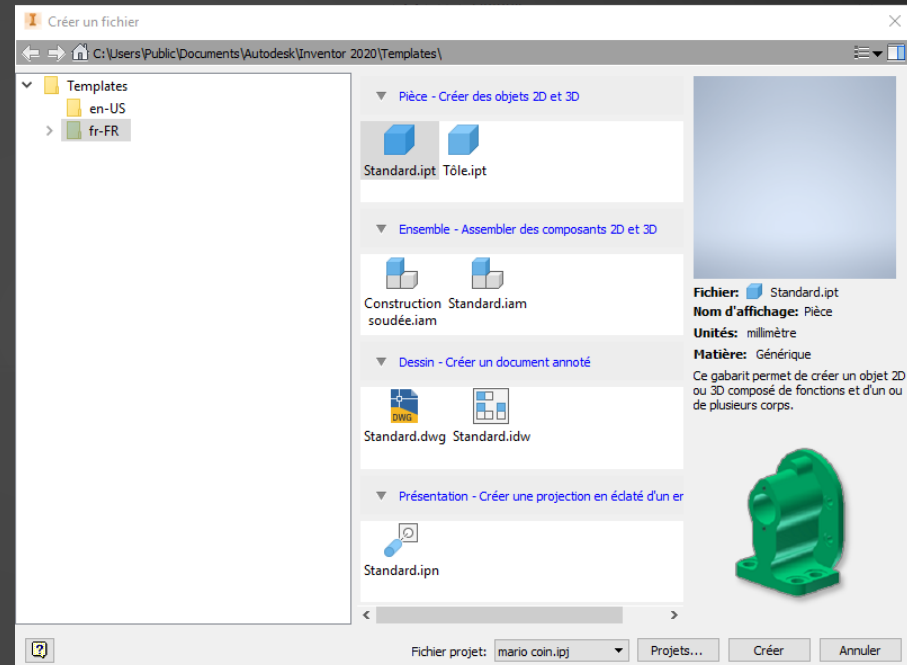 Créer un fichier
C:\Users\Public\Documents\Autodesk\Inventor 2020\Templates\
Templates
en-US
fr-FR
Pièce - Créer des objets 2D et 3D
Standard.ipt Tôle.ipt
Ensemble - Assembler des composants 2D et 3D
Construction soudée.iam
Standard.iam
Dessin - Créer un document annoté
DWG
Standard.dwg Standard.idw
Présentation - Créer une projection en éclaté d'un er
Standard.ipn
Fichier: Standard.ipt
Nom d'affichage: Pièce
Unités: millimètre
Matière: Générique
Ce gabarit permet de créer un objet 2D
ou 3D composé de fonctions et d'un ou
de plusieurs corps.
Fichier projet: mario coin.ipj Projets... Créer Annuler